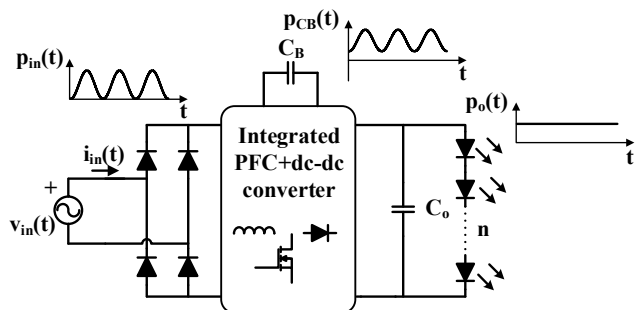 p_CB(t)
C_B
p_in(t)
t
t
p_o(t)
t
Integrated
PFC+dc-dc
converter
i_in(t)
+
v_in(t)
C_o
n